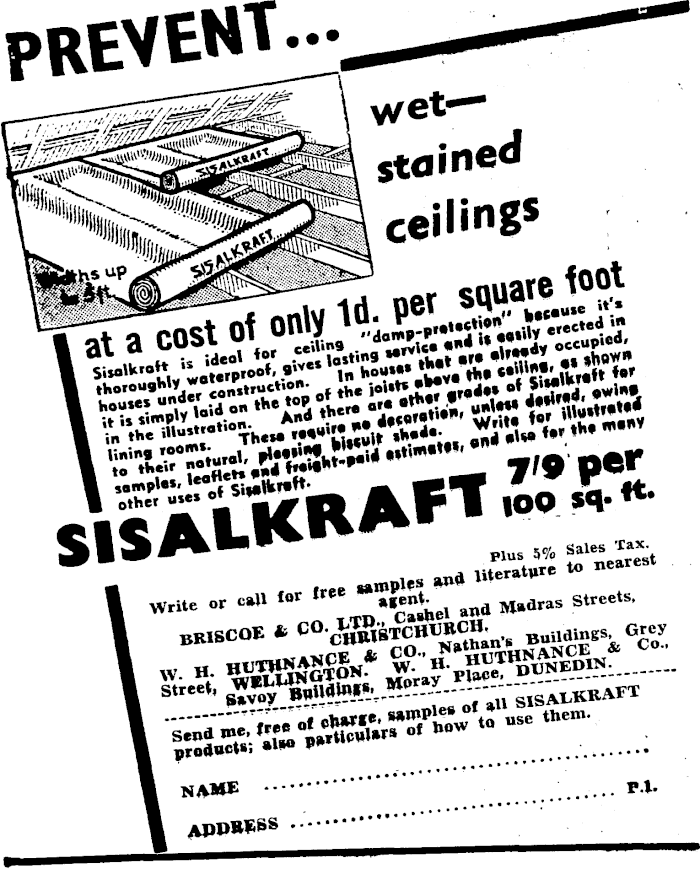 PREVENT...
wet—
stained
ceilings
SISALKRAFT
SISALKRAFT
Widths up
to 5ft.
at a cost of only 1d. per square foot
Sisalkraft is ideal for ceiling "damp-protection" because it's
thoroughly waterproof, gives lasting service and is easily erected in
houses under construction. In houses that are already occupied,
it is simply laid on the top of the joists above the ceiling, as shown
in the illustration. And there are other grades of Sisalkraft for
lining rooms. These require no decoration, unless desired, owing
to their natural, pleasing biscuit shade. Write for illustrated
samples, leaflets and freight-paid estimates, and also for the many
other uses of Sisalkraft.
SISALKRAFT 7/9 per
100 sq. ft.
Plus 5% Sales Tax.
Write or call for free samples and literature to nearest
agent.
BRISCOE & CO. LTD., Cashel and Madras Streets,
CHRISTCHURCH.
W. H. HUTHNANCE & CO., Nathan's Buildings, Grey
Street, WELLINGTON. W. H. HUTHNANCE & Co.,
Savoy Buildings, Moray Place, DUNEDIN.
Send me, free of charge, samples of all SISALKRAFT
products; also particulars of how to use them.
NAME ................................................
ADDRESS ........................................ P.1.